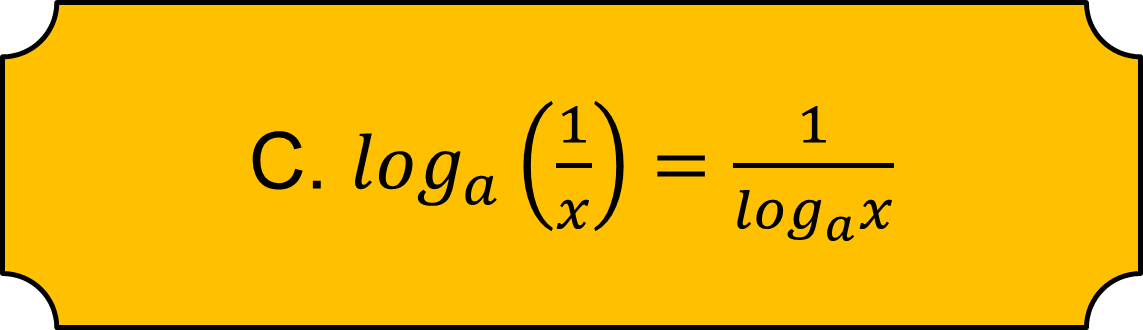 C. log_a (1/x) = 1/(log_a x)